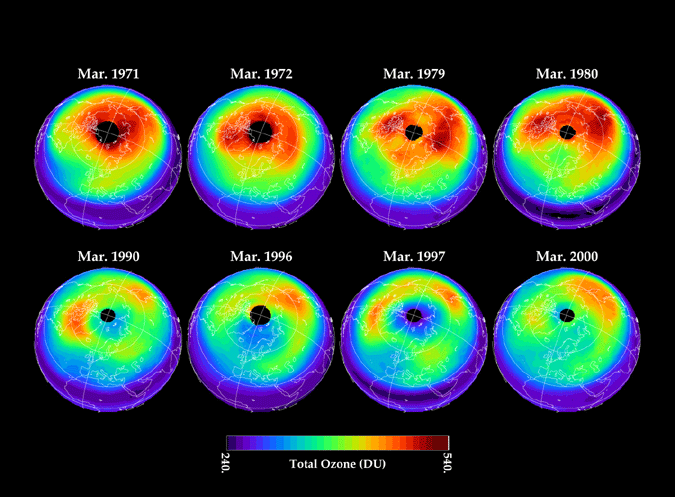 Mar. 1971 Mar. 1972 Mar. 1979 Mar. 1980
Mar. 1990 Mar. 1996 Mar. 1997 Mar. 2000
240. Total Ozone (DU) 540.